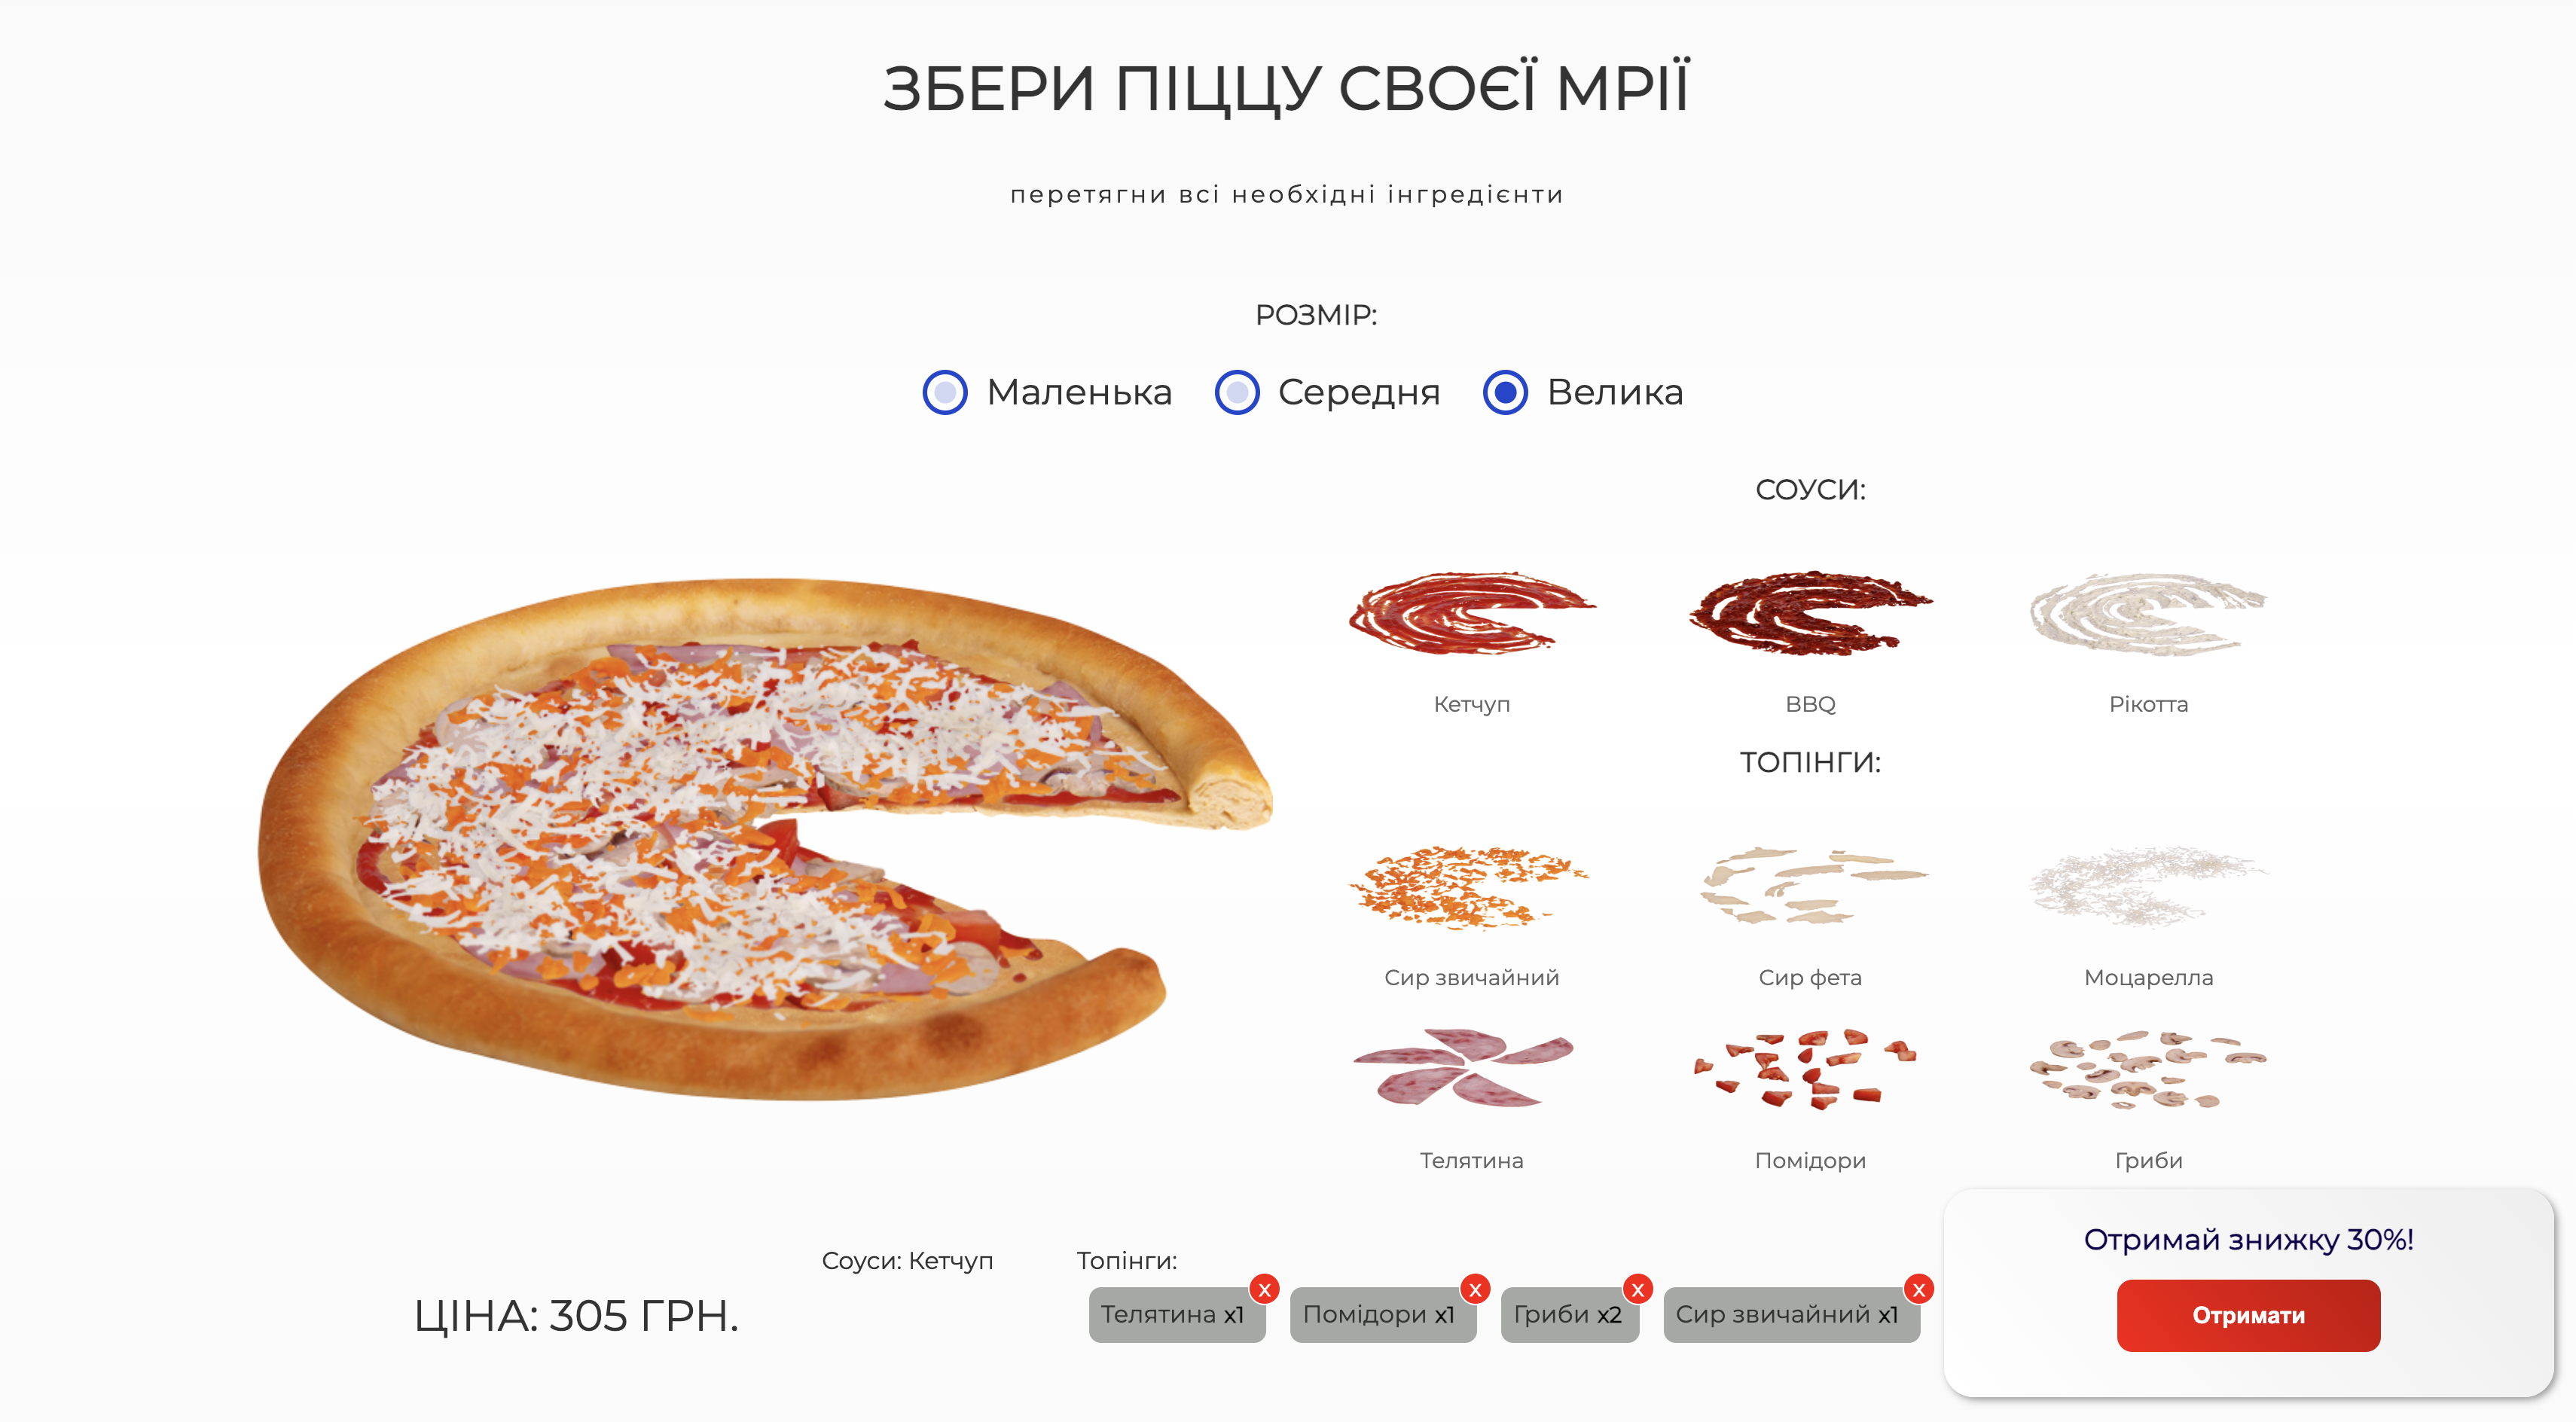 ЗБЕРИ ПІЦЦУ СВОЄЇ МРІЇ
перетягни всі необхідні інгредієнти
РОЗМІР:
Маленька Середня Велика
СОУСИ:
Кетчуп BBQ Рікотта
ТОПІНГИ:
Сир звичайний Сир фета Моцарелла
Телятина Помідори Гриби
ЦІНА: 305 ГРН.
Соуси: Кетчуп
Топінги:
Телятина x1 x Помідори x1 x Гриби x2 x Сир звичайний x1 x
Отримай знижку 30%!
Отримати